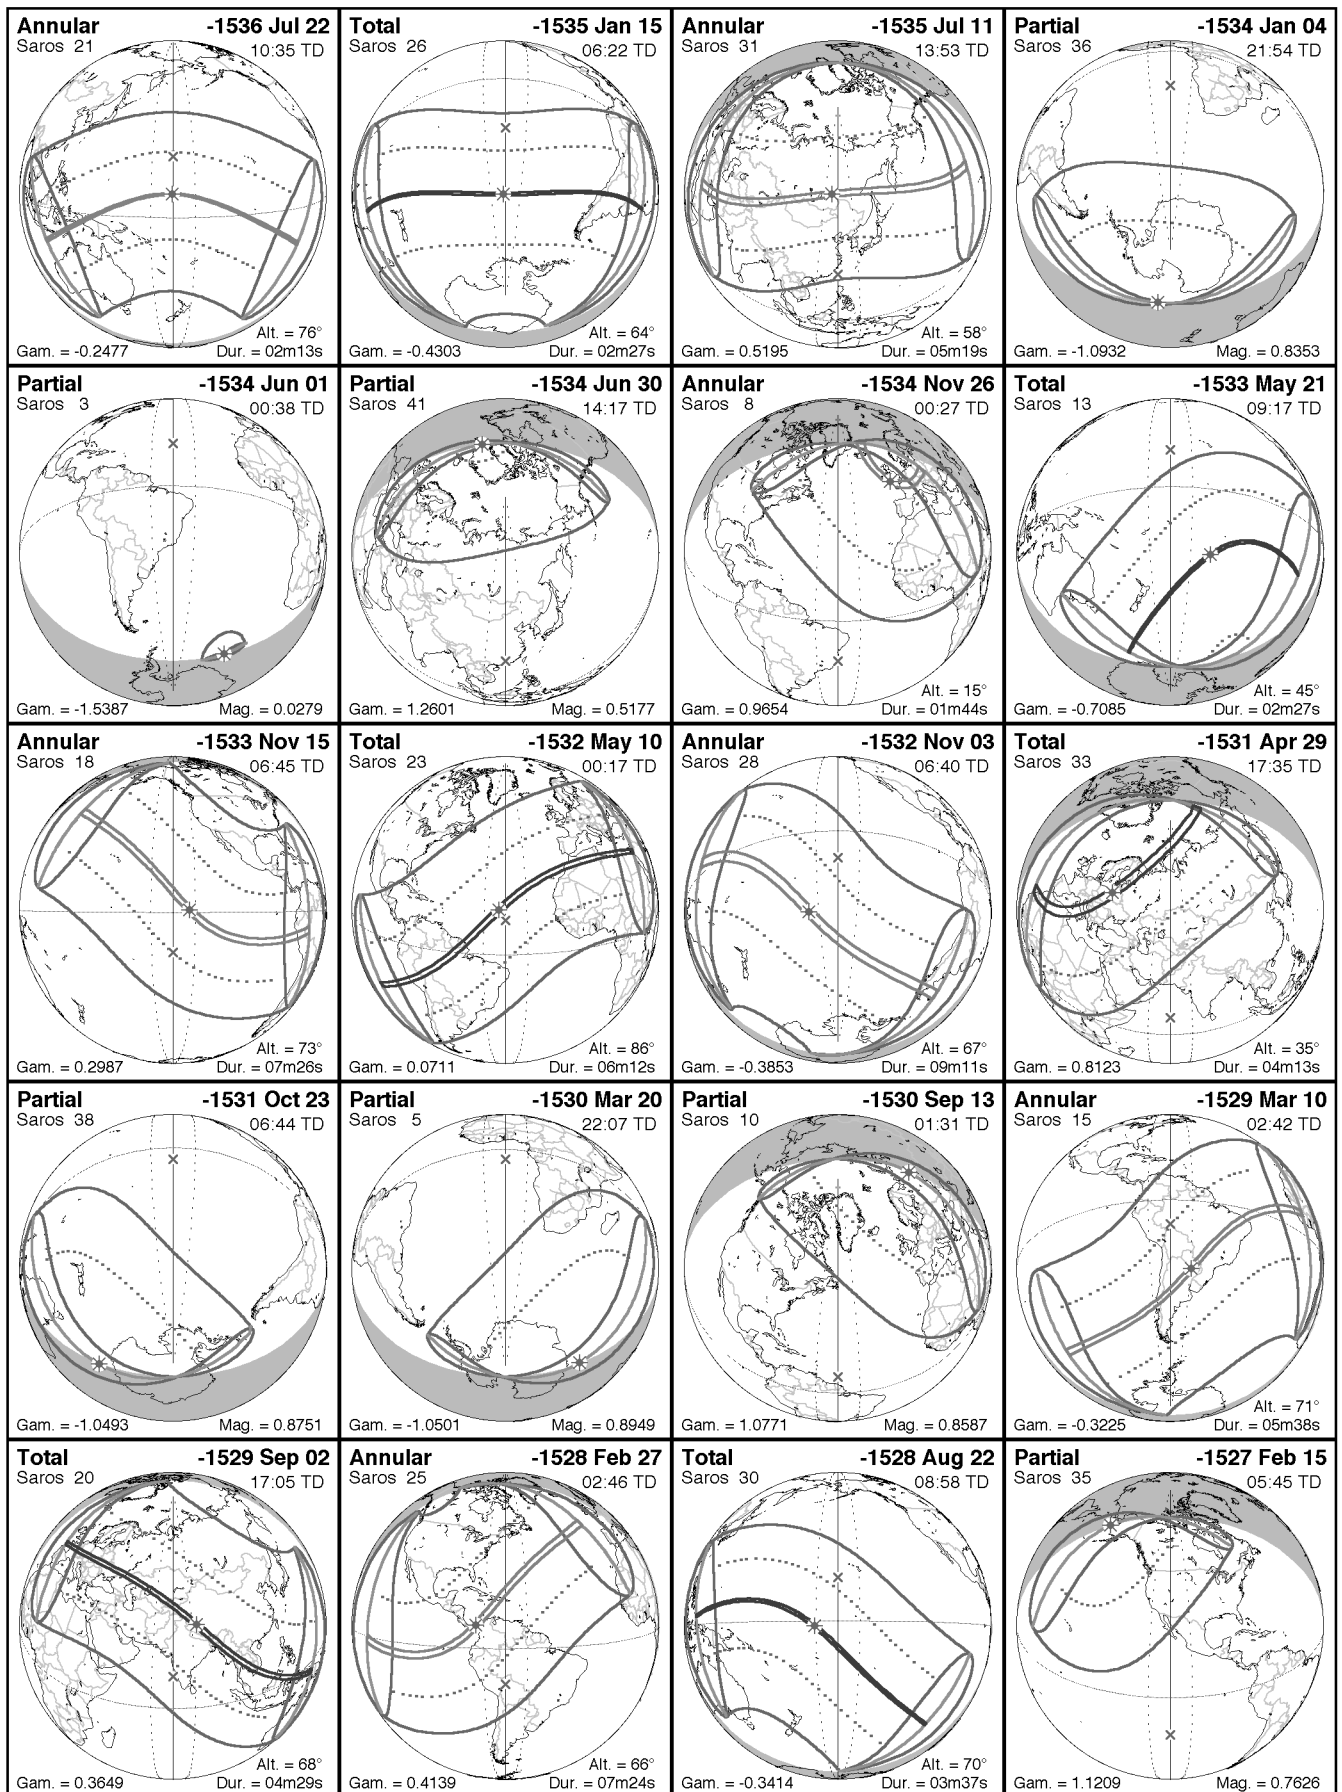 Annular -1536 Jul 22
Saros 21 10:35 TD
Alt. = 76°
Gam. = -0.2477 Dur. = 02m13s
Total -1535 Jan 15
Saros 26 06:22 TD
Alt. = 64°
Gam. = -0.4303 Dur. = 02m27s
Annular -1535 Jul 11
Saros 31 13:53 TD
Alt. = 58°
Gam. = 0.5195 Dur. = 05m19s
Partial -1534 Jan 04
Saros 36 21:54 TD
Gam. = -1.0932 Mag. = 0.8353
Partial -1534 Jun 01
Saros 3 00:38 TD
Gam. = -1.5387 Mag. = 0.0279
Partial -1534 Jun 30
Saros 41 14:17 TD
Gam. = 1.2601 Mag. = 0.5177
Annular -1534 Nov 26
Saros 8 00:27 TD
Alt. = 15°
Gam. = 0.9654 Dur. = 01m44s
Total -1533 May 21
Saros 13 09:17 TD
Alt. = 45°
Gam. = -0.7085 Dur. = 02m27s
Annular -1533 Nov 15
Saros 18 06:45 TD
Alt. = 73°
Gam. = 0.2987 Dur. = 07m26s
Total -1532 May 10
Saros 23 00:17 TD
Alt. = 86°
Gam. = 0.0711 Dur. = 06m12s
Annular -1532 Nov 03
Saros 28 06:40 TD
Alt. = 67°
Gam. = -0.3853 Dur. = 09m11s
Total -1531 Apr 29
Saros 33 17:35 TD
Alt. = 35°
Gam. = 0.8123 Dur. = 04m13s
Partial -1531 Oct 23
Saros 38 06:44 TD
Gam. = -1.0493 Mag. = 0.8751
Partial -1530 Mar 20
Saros 5 22:07 TD
Gam. = -1.0501 Mag. = 0.8949
Partial -1530 Sep 13
Saros 10 01:31 TD
Gam. = 1.0771 Mag. = 0.8587
Annular -1529 Mar 10
Saros 15 02:42 TD
Alt. = 71°
Gam. = -0.3225 Dur. = 05m38s
Total -1529 Sep 02
Saros 20 17:05 TD
Alt. = 68°
Gam. = 0.3649 Dur. = 04m29s
Annular -1528 Feb 27
Saros 25 02:46 TD
Alt. = 66°
Gam. = 0.4139 Dur. = 07m24s
Total -1528 Aug 22
Saros 30 08:58 TD
Alt. = 70°
Gam. = -0.3414 Dur. = 03m37s
Partial -1527 Feb 15
Saros 35 05:45 TD
Gam. = 1.1209 Mag. = 0.7626